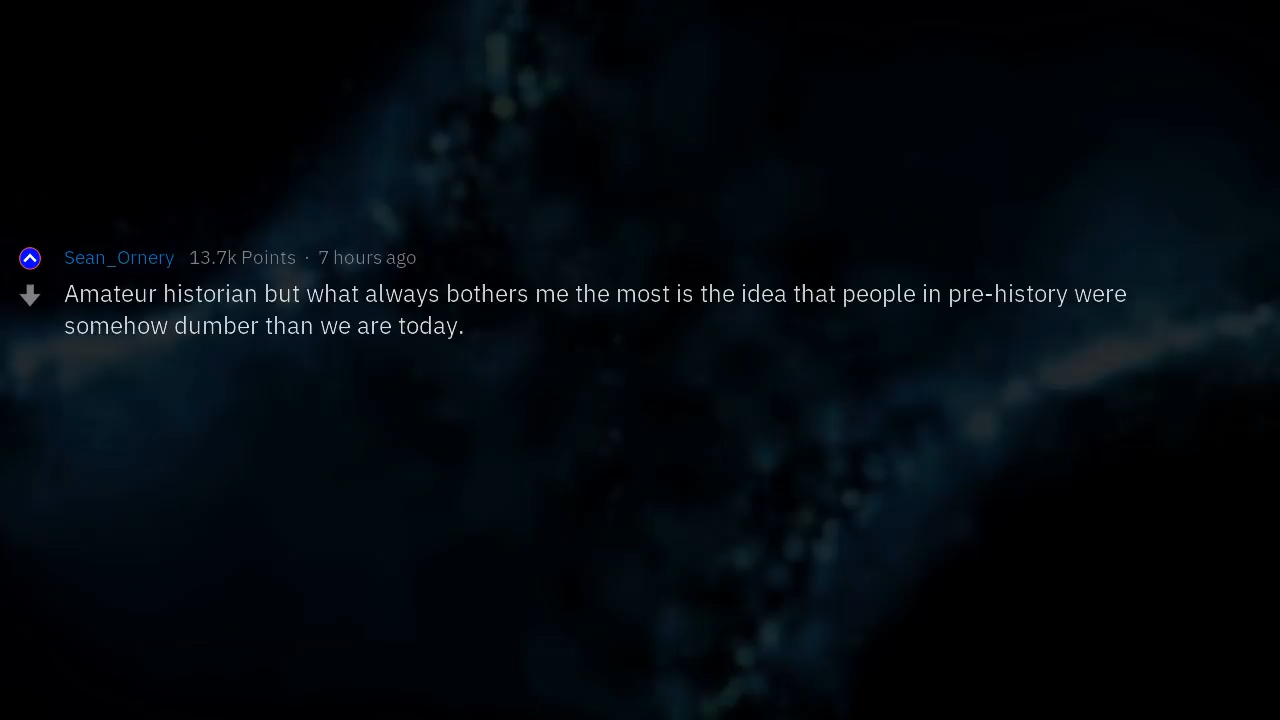 Sean_Ornery 13.7k Points · 7 hours ago
Amateur historian but what always bothers me the most is the idea that people in pre-history were
somehow dumber than we are today.